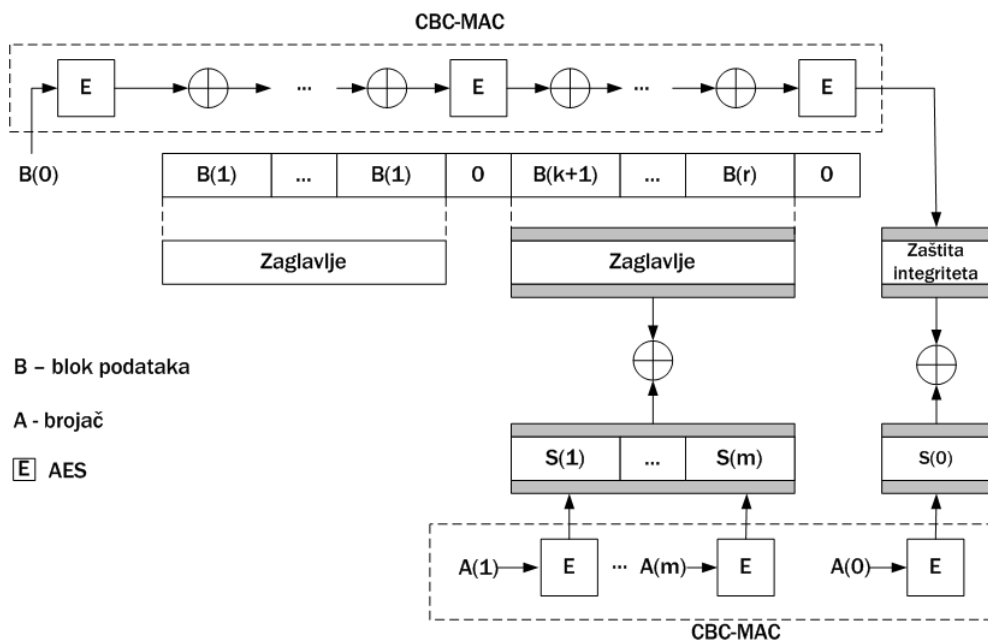 CBC-MAC
E ... E ... E
B(0)
B(1) ... B(1) 0 B(k+1) ... B(r) 0
Zaglavlje
Zaglavlje
Zaštita
integriteta
B – blok podataka
A - brojač
E AES
S(1) ... S(m)
S(0)
A(1) E ... A(m) E A(0) E
CBC-MAC